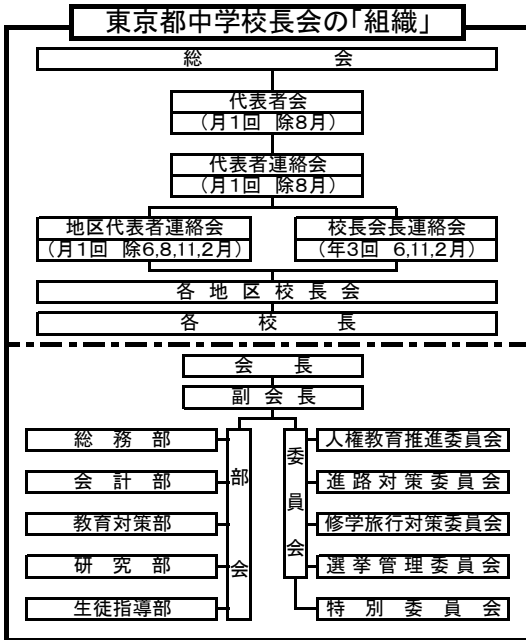 東京都中学校長会の「組織」
総 会
代表者会
(月1回 除8月)
代表者連絡会
(月1回 除8月)
地区代表者連絡会
(月1回 除6,8,11,2月)
校長会長連絡会
(年3回 6,11,2月)
各地区校長会
各 校 長
会 長
副会長
部会
委員会
総務部
会計部
教育対策部
研究部
生徒指導部
人権教育推進委員会
進路対策委員会
修学旅行対策委員会
選挙管理委員会
特別委員会